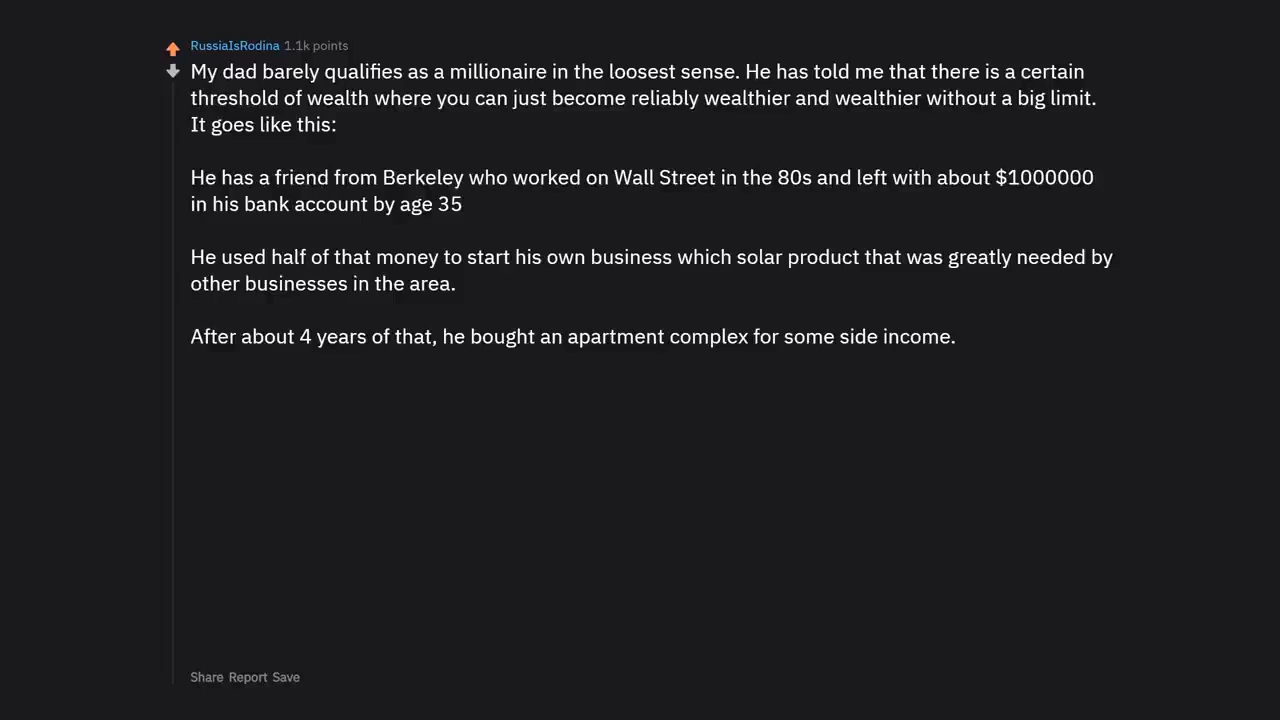 RussiaIsRodina 1.1k points
My dad barely qualifies as a millionaire in the loosest sense. He has told me that there is a certain
threshold of wealth where you can just become reliably wealthier and wealthier without a big limit.
It goes like this:
He has a friend from Berkeley who worked on Wall Street in the 80s and left with about $1000000
in his bank account by age 35
He used half of that money to start his own business which solar product that was greatly needed by
other businesses in the area.
After about 4 years of that, he bought an apartment complex for some side income.
Share Report Save